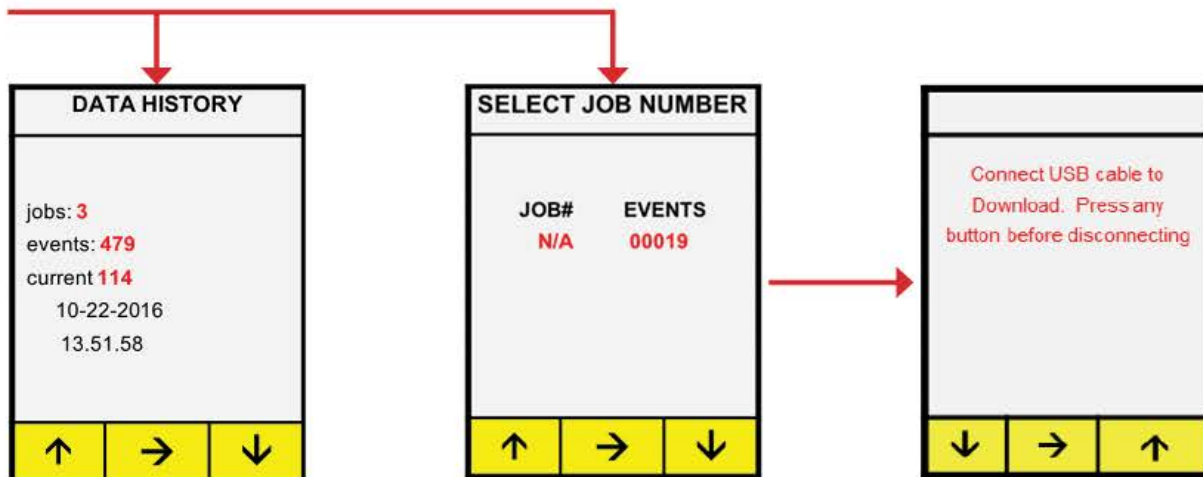 DATA HISTORY
jobs: 3
events: 479
current 114
10-22-2016
13.51.58
↑ → ↓
SELECT JOB NUMBER
JOB# EVENTS
N/A 00019
↑ → ↓
Connect USB cable to
Download. Press any
button before disconnecting
↓ → ↑